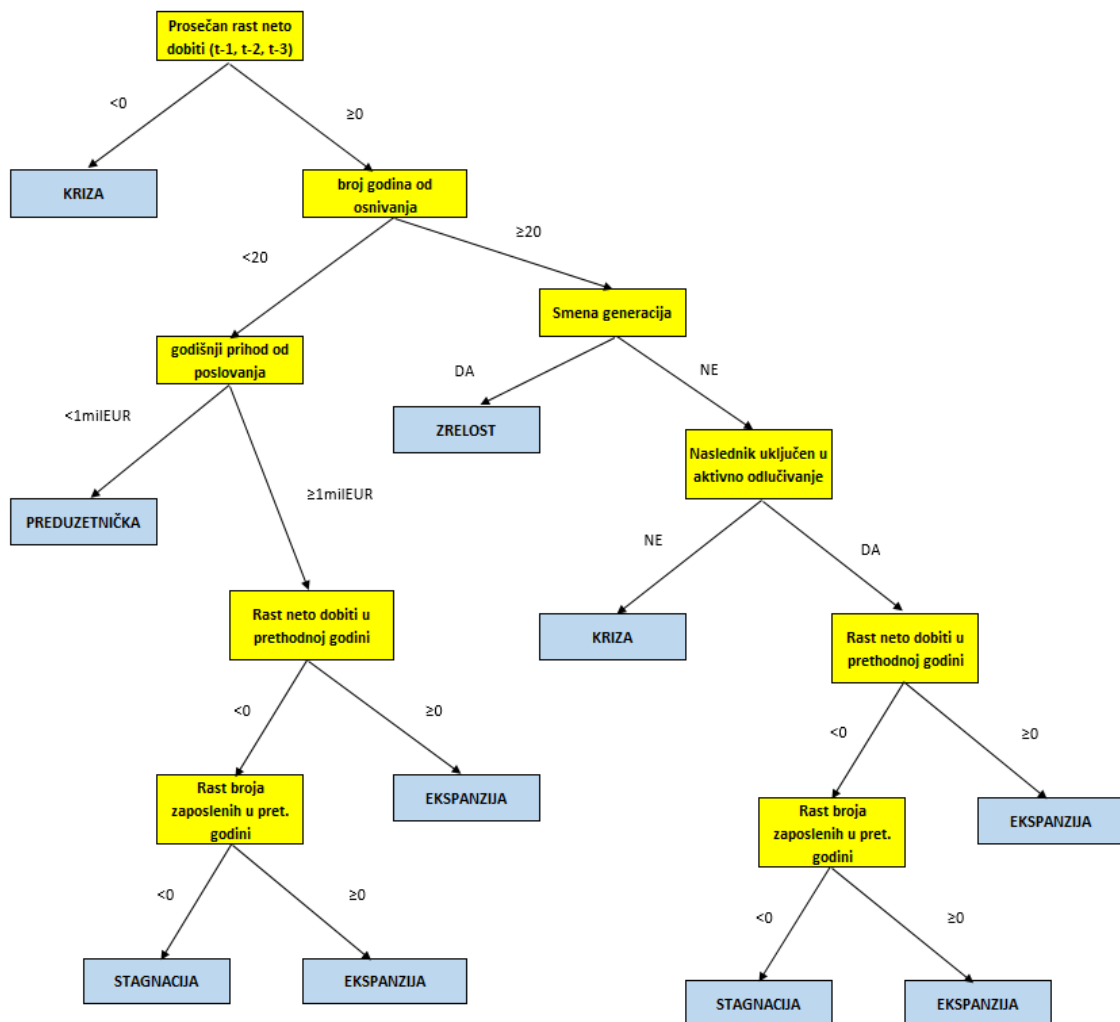 Prosečan rast neto
dobiti (t-1, t-2, t-3)
<0
≥0
KRIZA
broj godina od
osnivanja
<20
≥20
godišnji prihod od
poslovanja
Smena generacija
<1milEUR
≥1milEUR
DA
NE
PREDUZETNIČKA
ZRELOST
Naslednik uključen u
aktivno odlučivanje
NE
DA
Rast neto dobiti u
prethodnoj godini
KRIZA
Rast neto dobiti u
prethodnoj godini
<0
≥0
<0
≥0
Rast broja
zaposlenih u pret.
godini
EKSPANZIJA
Rast broja
zaposlenih u pret.
godini
EKSPANZIJA
<0
≥0
<0
≥0
STAGNACIJA
EKSPANZIJA
STAGNACIJA
EKSPANZIJA